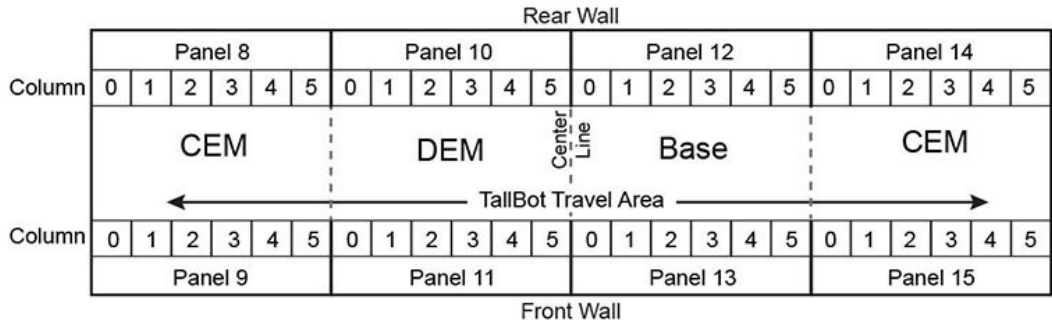 Rear Wall
Panel 8 Panel 10 Panel 12 Panel 14
Column 0 1 2 3 4 5 0 1 2 3 4 5 0 1 2 3 4 5 0 1 2 3 4 5
CEM DEM Center Line Base CEM
TallBot Travel Area
Column 0 1 2 3 4 5 0 1 2 3 4 5 0 1 2 3 4 5 0 1 2 3 4 5
Panel 9 Panel 11 Panel 13 Panel 15
Front Wall